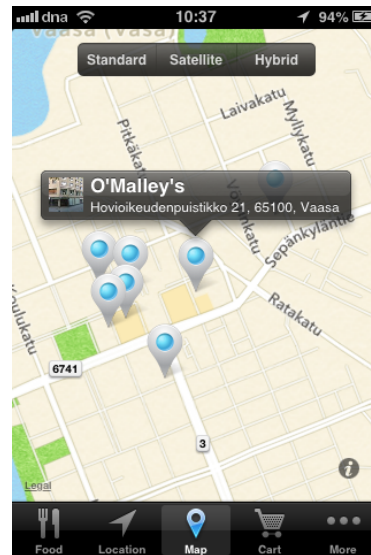 dna 10:37 94%
Vaasa (Vasa)
Standard Satellite Hybrid
Laivakatu
Myllykatu
Pitkäkat
O'Malley's
Hovioikeudenpuistikko 21, 65100, Vaasa
Sepänkyläntie
Ratakatu
6741
3
Legal
Food Location Map Cart More